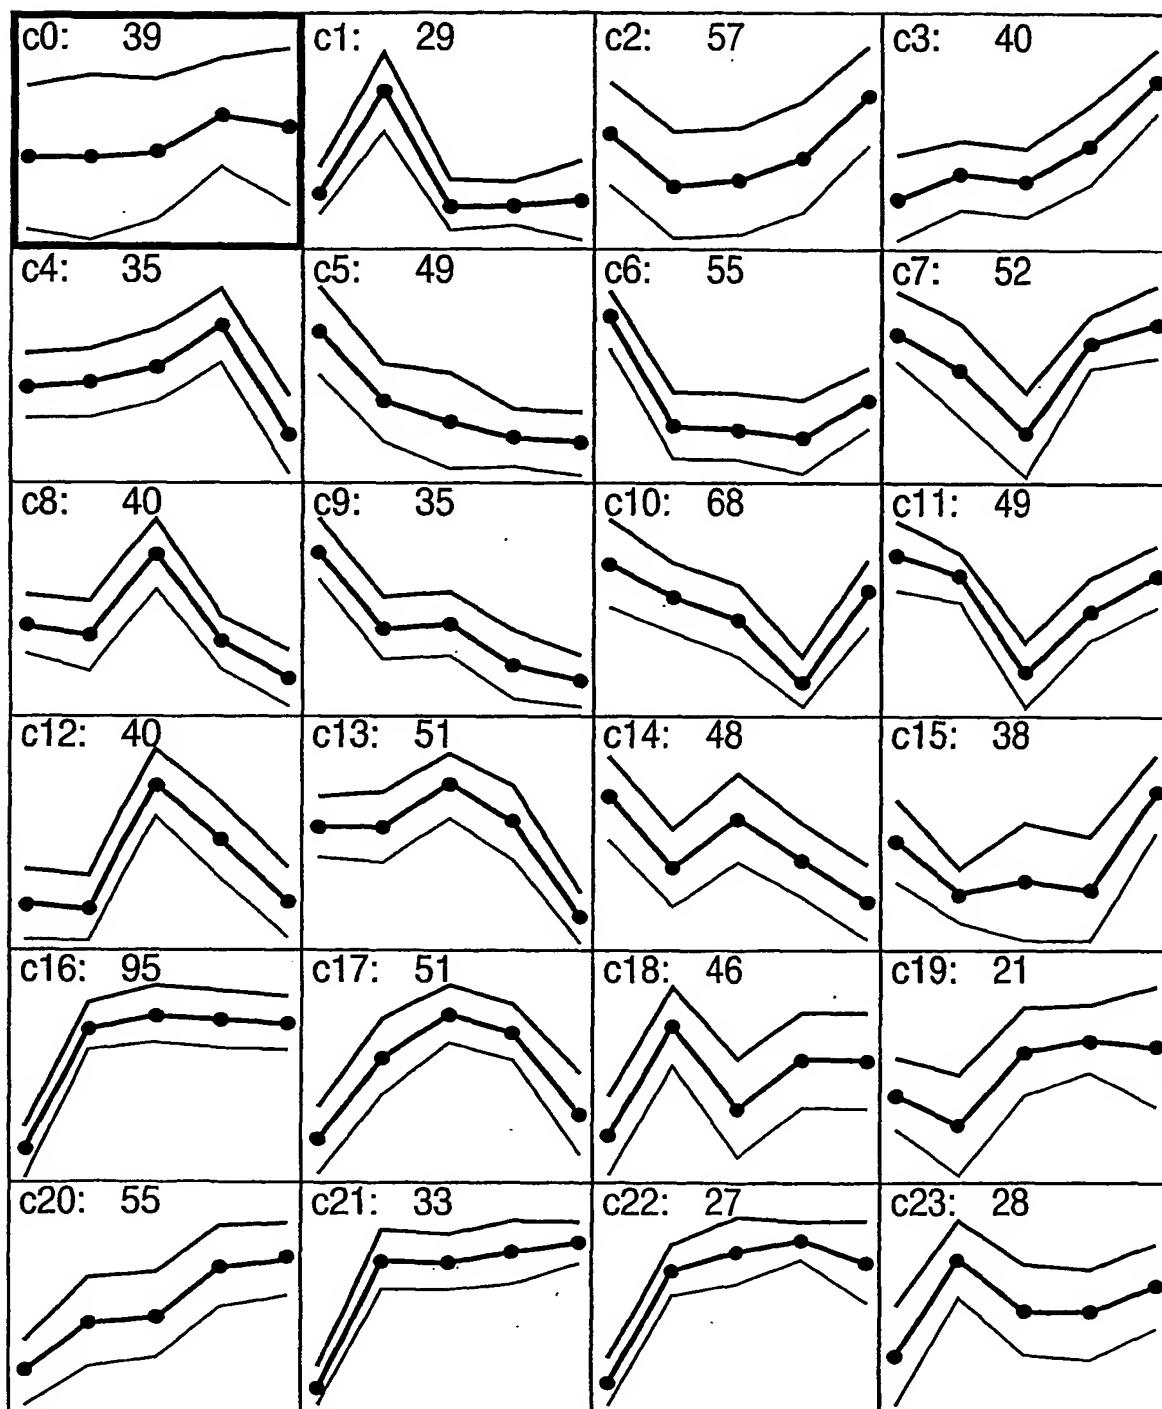 c0: 39 c1: 29 c2: 57 c3: 40
c4: 35 c5: 49 c6: 55 c7: 52
c8: 40 c9: 35 c10: 68 c11: 49
c12: 40 c13: 51 c14: 48 c15: 38
c16: 95 c17: 51 c18: 46 c19: 21
c20: 55 c21: 33 c22: 27 c23: 28